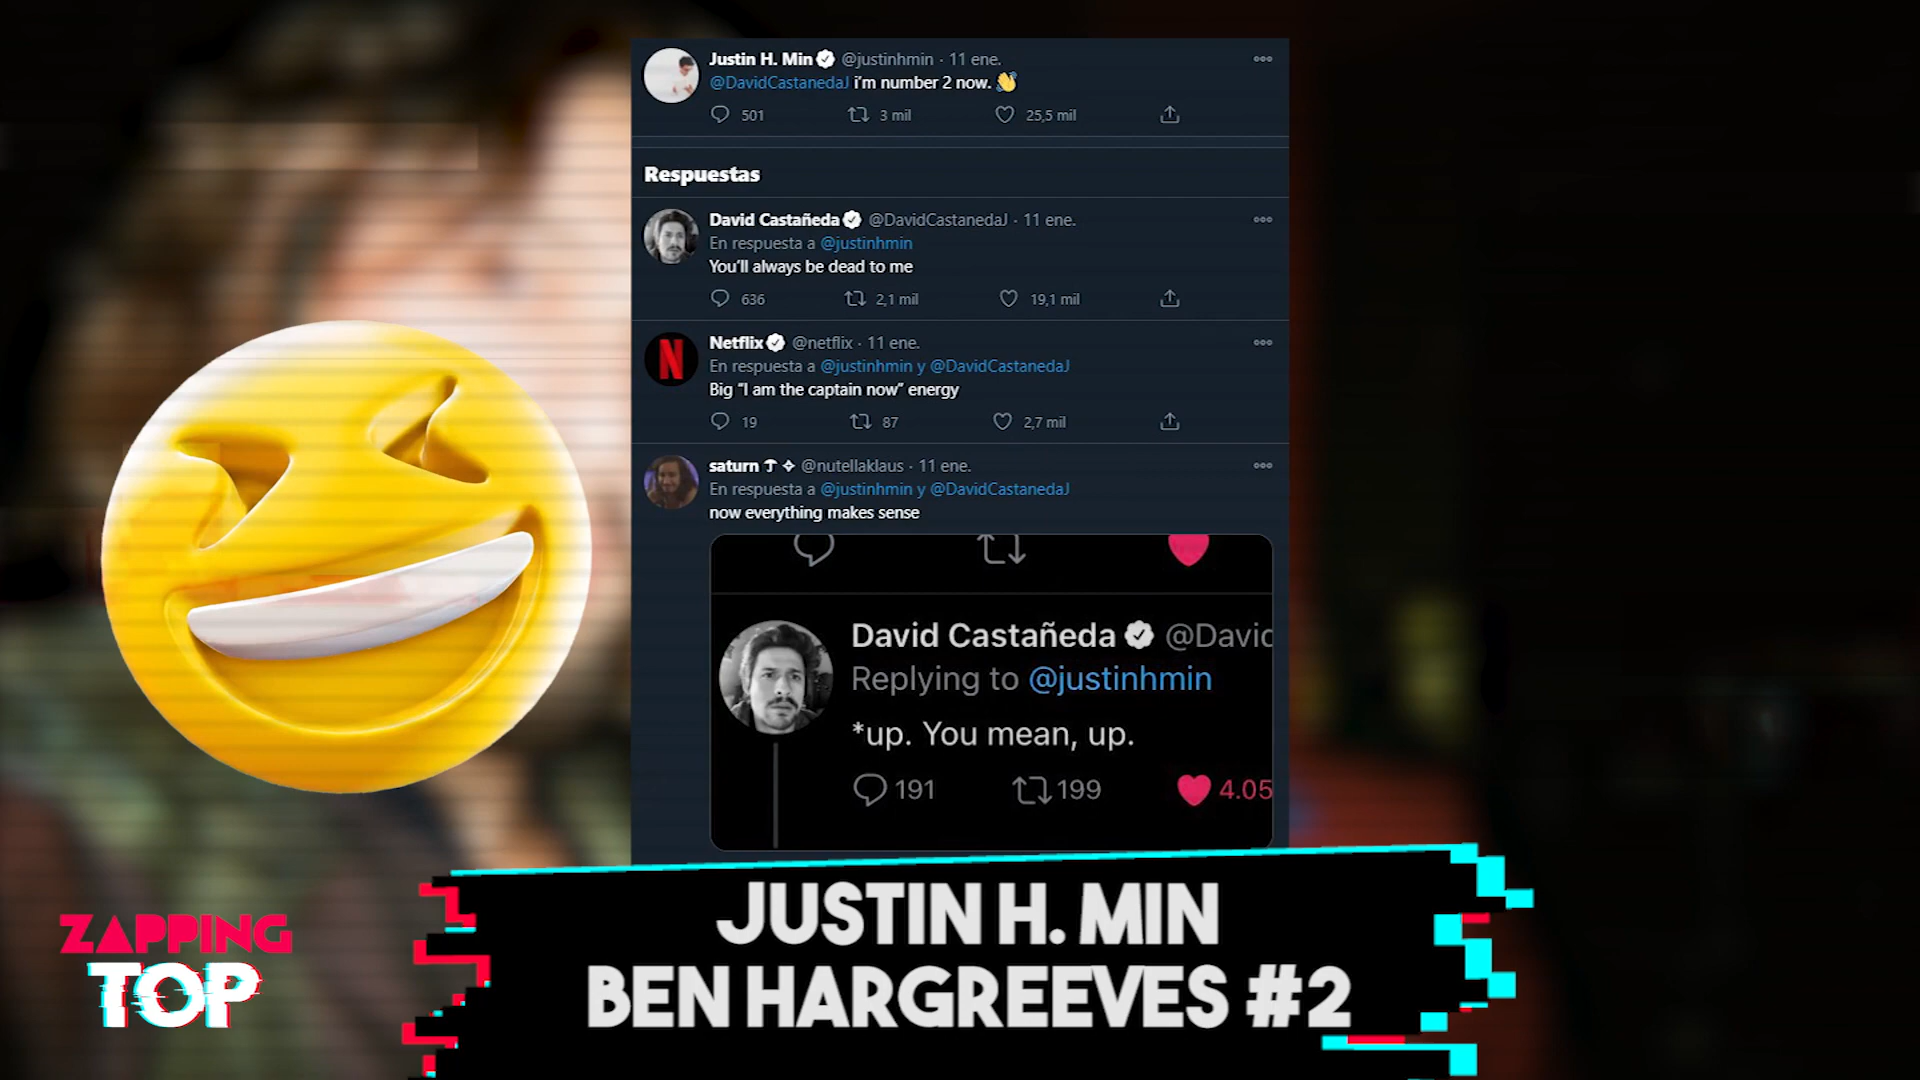 Justin H. Min @justinhmin · 11 ene.
@DavidCastanedaJ i'm number 2 now. 👋
501 3 mil 25,5 mil
Respuestas
David Castañeda @DavidCastanedaJ · 11 ene.
En respuesta a @justinhmin
You'll always be dead to me
636 2,1 mil 19,1 mil
Netflix @netflix · 11 ene.
En respuesta a @justinhmin y @DavidCastanedaJ
Big "I am the captain now" energy
19 87 2,7 mil
saturn @nutellaklaus · 11 ene.
En respuesta a @justinhmin y @DavidCastanedaJ
now everything makes sense
David Castañeda @Davi
Replying to @justinhmin
*up. You mean, up.
191 199 4.05
ZAPPING
TOP
JUSTIN H. MIN
BEN HARGREEVES #2